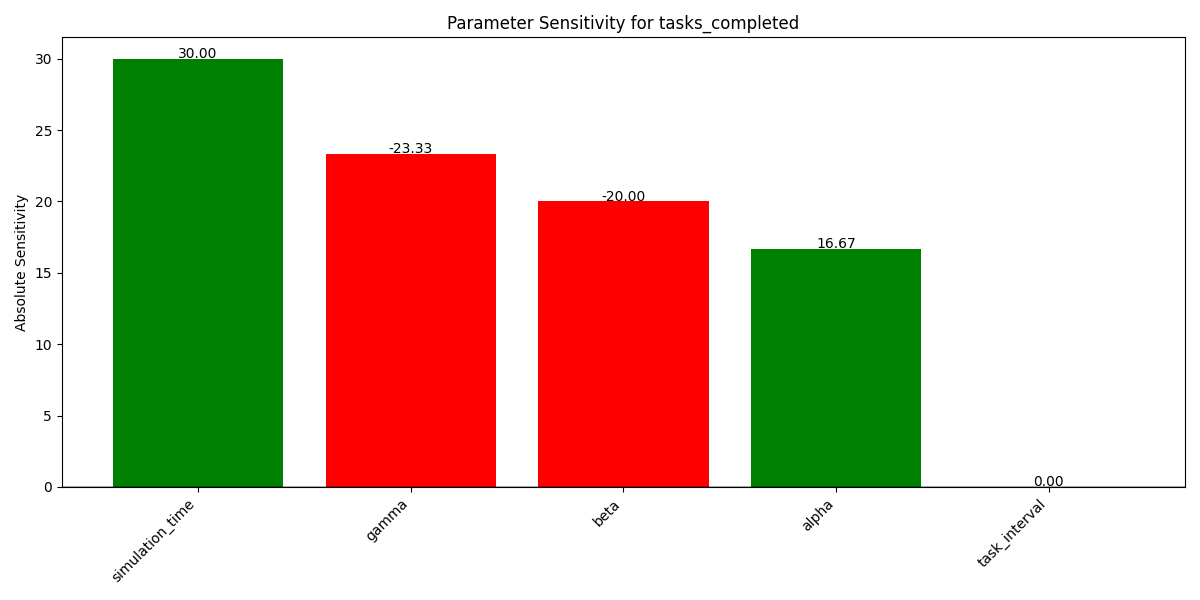 Parameter Sensitivity for tasks_completed
30.00
-23.33
-20.00
16.67
0.00
30
25
20
15
10
5
0
Absolute Sensitivity
simulation_time
gamma
beta
alpha
task_interval